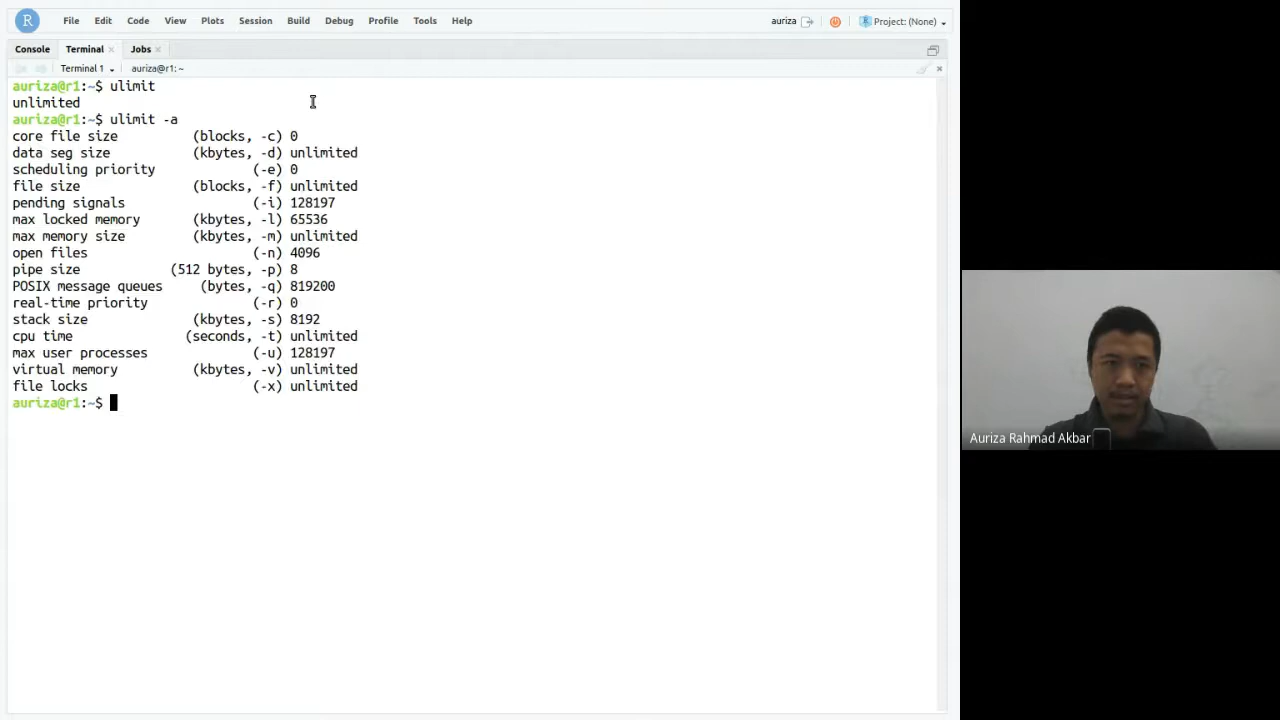 R
File Edit Code View Plots Session Build Debug Profile Tools Help
auriza
R Project: (None)
Console Terminal Jobs
Terminal 1 auriza@r1: ~
auriza@r1:~$ ulimit
unlimited
auriza@r1:~$ ulimit -a
core file size (blocks, -c) 0
data seg size (kbytes, -d) unlimited
scheduling priority (-e) 0
file size (blocks, -f) unlimited
pending signals (-i) 128197
max locked memory (kbytes, -l) 65536
max memory size (kbytes, -m) unlimited
open files (-n) 4096
pipe size (512 bytes, -p) 8
POSIX message queues (bytes, -q) 819200
real-time priority (-r) 0
stack size (kbytes, -s) 8192
cpu time (seconds, -t) unlimited
max user processes (-u) 128197
virtual memory (kbytes, -v) unlimited
file locks (-x) unlimited
auriza@r1:~$
Auriza Rahmad Akbar